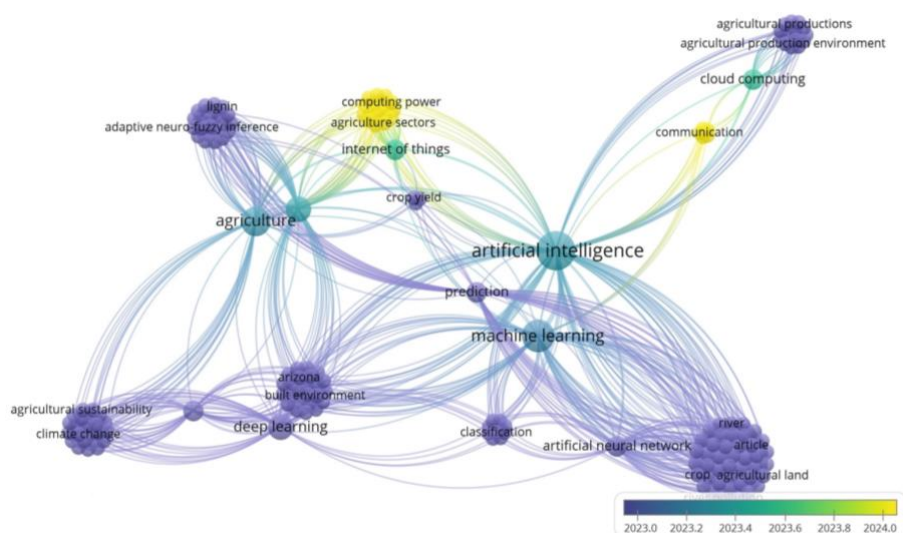 agricultural productions
agricultural production environment
cloud computing
lignin
computing power
adaptive neuro-fuzzy inference
agriculture sectors
communication
internet of things
crop yield
agriculture
artificial intelligence
prediction
machine learning
arizona
built environment
agricultural sustainability
climate change
deep learning
classification
river
artificial neural network
article
crop
agricultural land
2023.0 2023.2 2023.4 2023.6 2023.8 2024.0